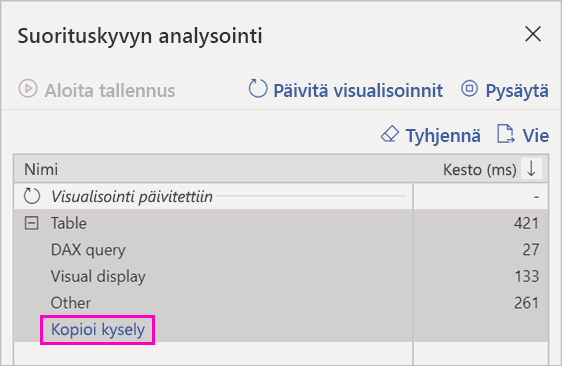 Suorituskyvyn analysointi
Aloita tallennus Päivitä visualisoinnit Pysäytä
Tyhjennä Vie
Nimi Kesto (ms)
Visualisointi päivitettiin -
Table 421
DAX query 27
Visual display 133
Other 261
Kopioi kysely